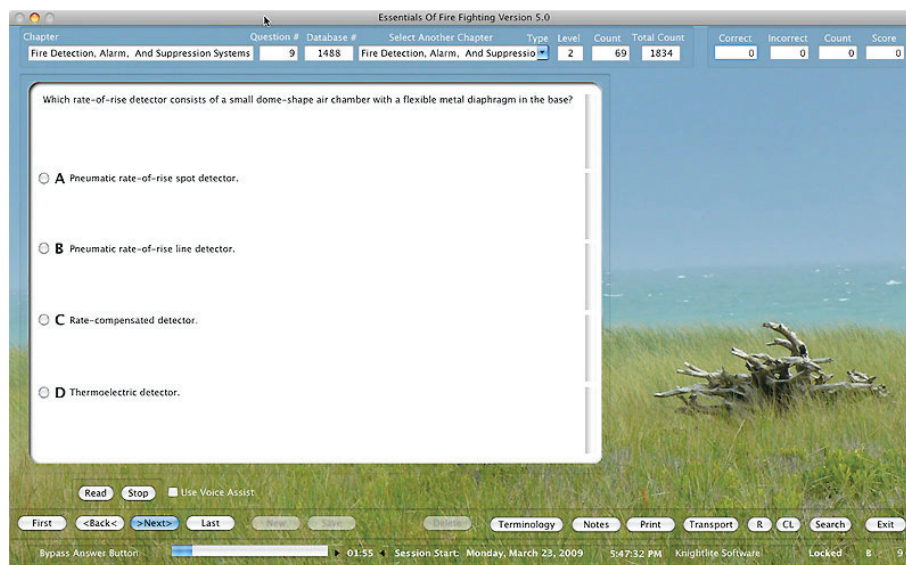 Essentials Of Fire Fighting Version 5.0
Chapter Question # Database # Select Another Chapter Type Level Count Total Count Correct Incorrect Count Score
Fire Detection, Alarm, And Suppression Systems 9 1488 Fire Detection, Alarm, And Suppressio 2 69 1834 0 0 0 0
Which rate-of-rise detector consists of a small dome-shape air chamber with a flexible metal diaphragm in the base?
A Pneumatic rate-of-rise spot detector.
B Pneumatic rate-of-rise line detector.
C Rate-compensated detector.
D Thermoelectric detector.
Read Stop Use Voice Assist
First <Back< >Next> Last New Save Delete Terminology Notes Print Transport R CL Search Exit
Bypass Answer Button 01:55 Session Start: Monday, March 23, 2009 5:47:32 PM Knightlite Software Locked B 9